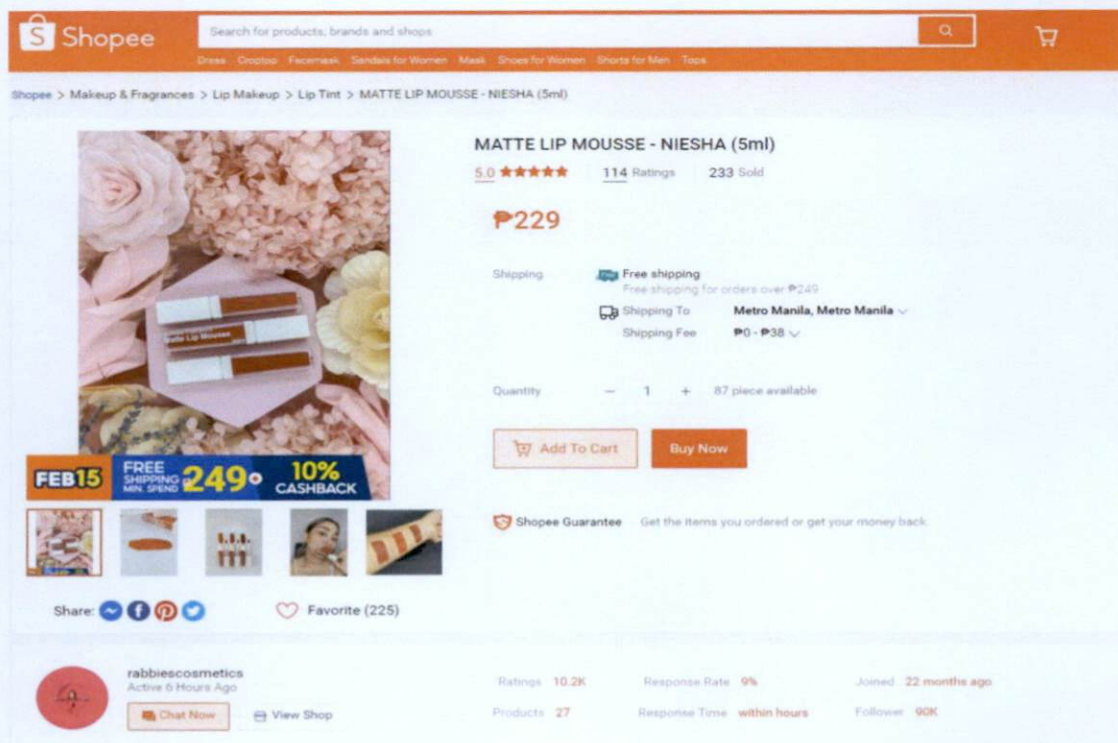 Shopee
Search for products, brands and shops
Dress Croptop Facemask Sandals for Women Mask Shoes for Women Shorts for Men Tops
Shopee > Makeup & Fragrances > Lip Makeup > Lip Tint > MATTE LIP MOUSSE - NIESHA (5ml)
MATTE LIP MOUSSE - NIESHA (5ml)
5.0 114 Ratings 233 Sold
₱229
Shipping Free shipping
Free shipping for orders over ₱249
Shipping To Metro Manila, Metro Manila
Shipping Fee ₱0 - ₱38
Matte Lip Mousse
Quantity − 1 + 87 piece available
Add To Cart Buy Now
FEB 15 FREE SHIPPING MIN. SPEND ₱249 10% CASHBACK
Shopee Guarantee Get the items you ordered or get your money back.
Share: Favorite (225)
rabbiescosmetics
Active 6 Hours Ago
Chat Now View Shop
Ratings 10.2K Response Rate 9% Joined 22 months ago
Products 27 Response Time within hours Follower 90K